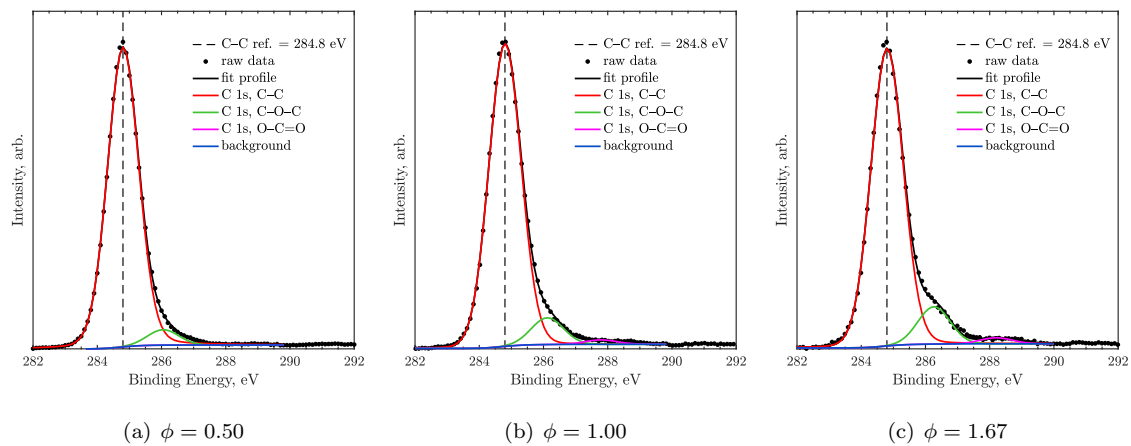 C–C ref. = 284.8 eV
raw data
fit profile
C 1s, C–C
C 1s, C–O–C
C 1s, O–C=O
background
Intensity, arb.
282 284 286 288 290 292
Binding Energy, eV
(a) ϕ = 0.50
C–C ref. = 284.8 eV
raw data
fit profile
C 1s, C–C
C 1s, C–O–C
C 1s, O–C=O
background
Intensity, arb.
282 284 286 288 290 292
Binding Energy, eV
(b) ϕ = 1.00
C–C ref. = 284.8 eV
raw data
fit profile
C 1s, C–C
C 1s, C–O–C
C 1s, O–C=O
background
Intensity, arb.
282 284 286 288 290 292
Binding Energy, eV
(c) ϕ = 1.67